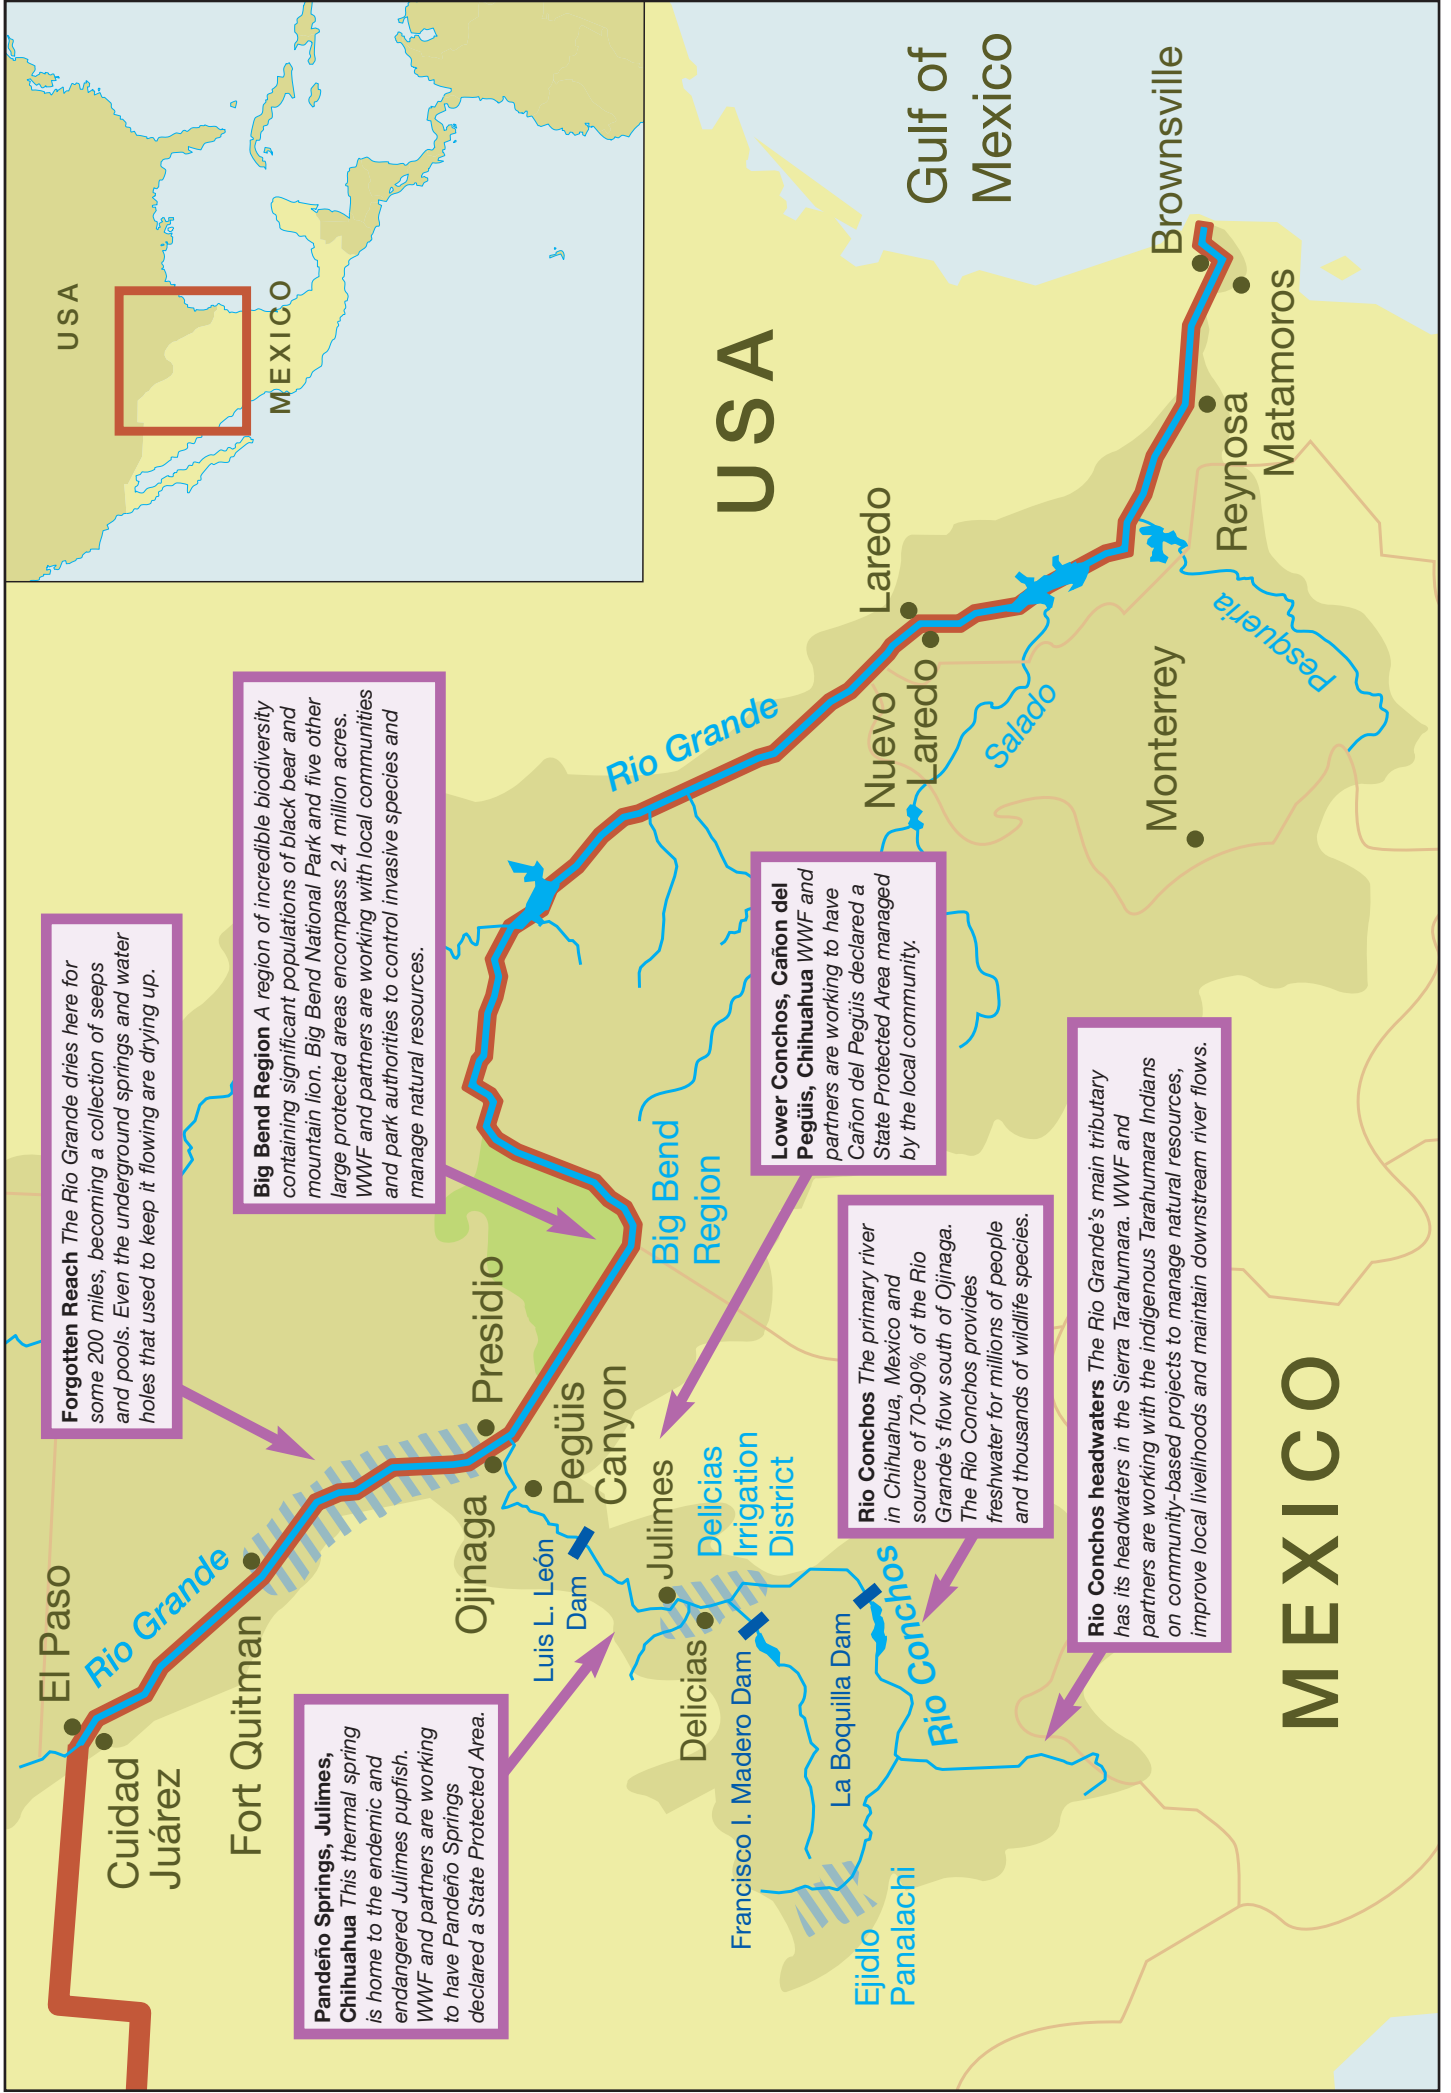 USA
MEXICO
Forgotten Reach The Rio Grande dries here for
some 200 miles, becoming a collection of seeps
and pools. Even the underground springs and water
holes that used to keep it flowing are drying up.
Big Bend Region A region of incredible biodiversity
containing significant populations of black bear and
mountain lion. Big Bend National Park and five other
large protected areas encompass 2.4 million acres.
WWF and partners are working with local communities
and park authorities to control invasive species and
manage natural resources.
El Paso
Cuidad
Juárez
Rio Grande
Fort Quitman
Pandeño Springs, Julimes,
Chihuahua This thermal spring
is home to the endemic and
endangered Julimes pupfish.
WWF and partners are working
to have Pandeño Springs
declared a State Protected Area.
Ojinaga
Presidio
Pegüis
Canyon
Luis L. León
Dam
Julimes
Delicias
Irrigation
District
Delicias
Francisco I. Madero Dam
La Boquilla Dam
Rio Conchos
Ejidlo
Panalachi
Big Bend
Region
Rio Grande
USA
Gulf of
Mexico
Lower Conchos, Cañon del
Pegüis, Chihuahua WWF and
partners are working to have
Cañon del Pegüis declared a
State Protected Area managed
by the local community.
Rio Conchos The primary river
in Chihuahua, Mexico and
source of 70-90% of the Rio
Grande's flow south of Ojinaga.
The Rio Conchos provides
freshwater for millions of people
and thousands of wildlife species.
Rio Conchos headwaters The Rio Grande's main tributary
has its headwaters in the Sierra Tarahumara. WWF and
partners are working with the indigenous Tarahumara Indians
on community-based projects to manage natural resources,
improve local livelihoods and maintain downstream river flows.
Laredo
Nuevo
Laredo
Salado
Monterrey
Pesqueria
Reynosa
Matamoros
Brownsville
MEXICO